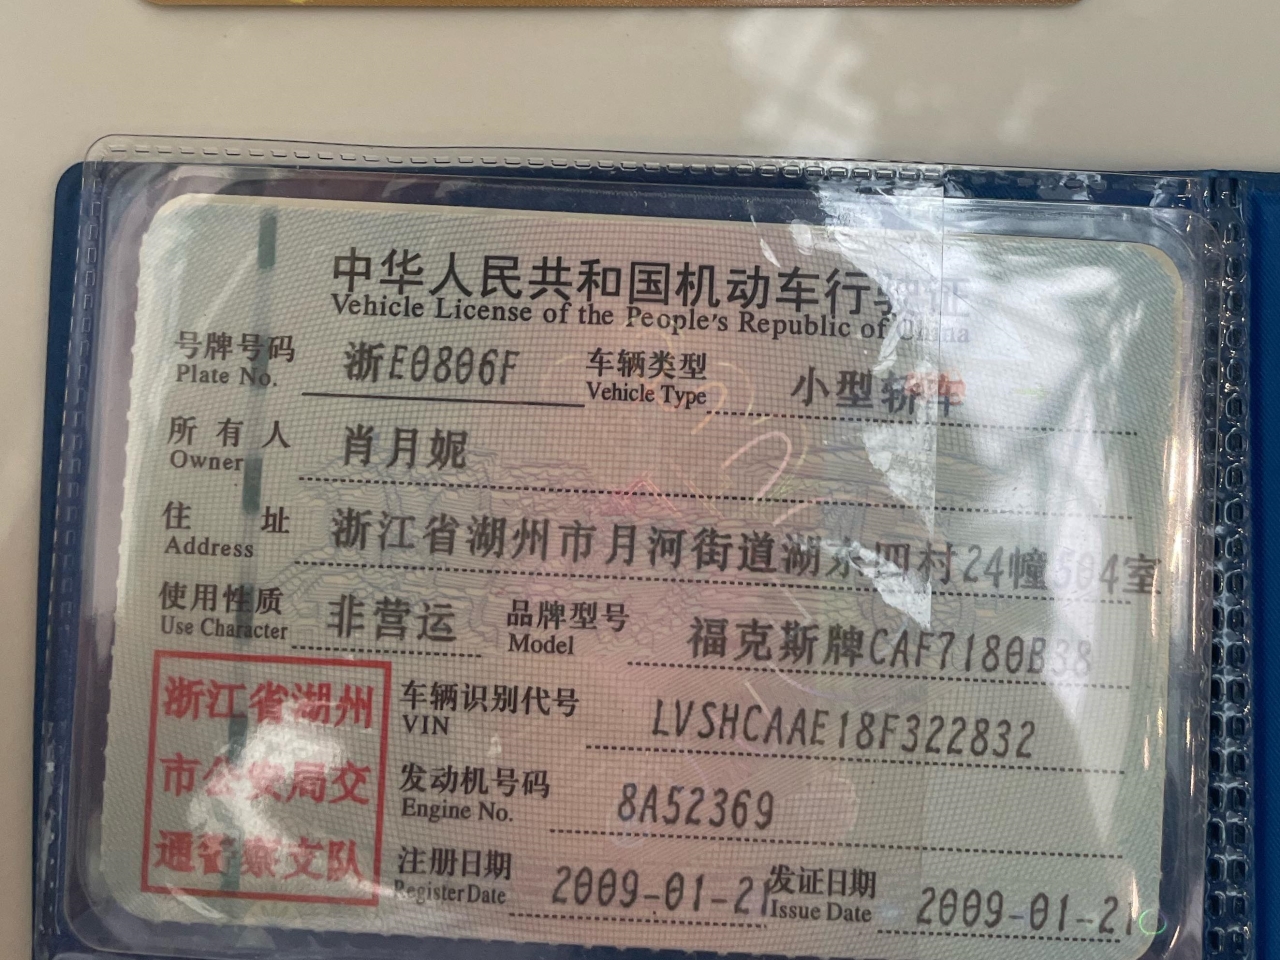 中华人民共和国机动车行驶证
Vehicle License of the People's Republic of China
号牌号码 浙E0806F 车辆类型 小型轿车
Plate No. Vehicle Type
所有人 肖月妮
Owner
住址 浙江省湖州市月河街道湖东四村24幢504室
Address
使用性质 非营运 品牌型号 福克斯牌CAF7180B38
Use Character Model
浙江省湖州
市公安局交
通警察支队
车辆识别代号 LVSHCAAE18F322832
VIN
发动机号码 8A52369
Engine No.
注册日期 2009-01-21 发证日期 2009-01-21
Register Date Issue Date